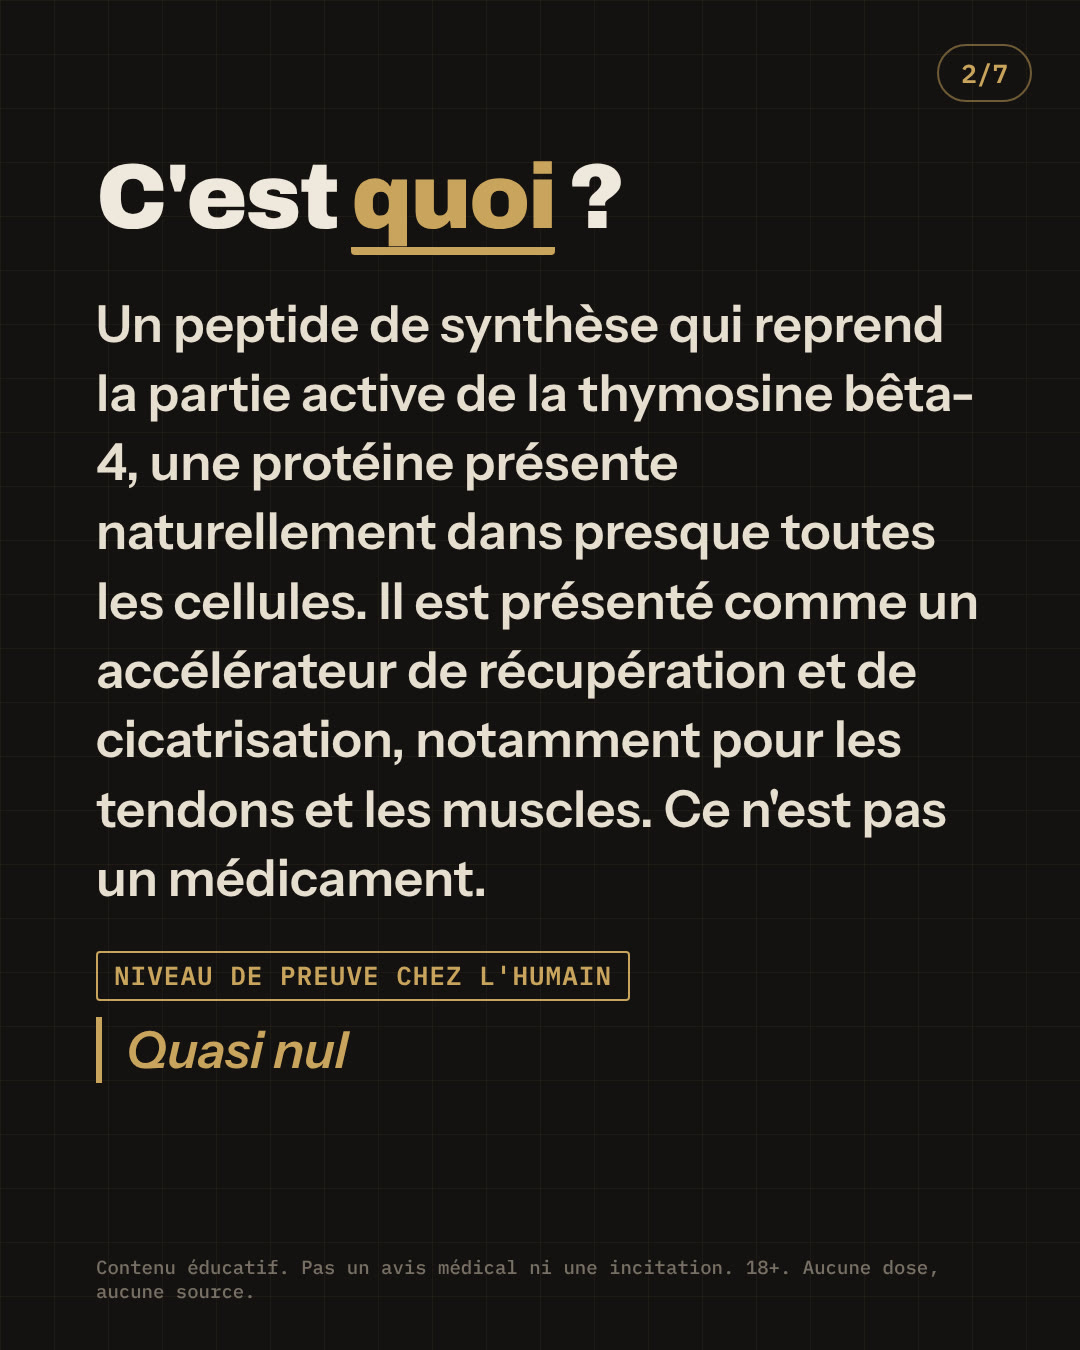 2/7
C'est quoi ?
Un peptide de synthèse qui reprend
la partie active de la thymosine bêta-
4, une protéine présente
naturellement dans presque toutes
les cellules. Il est présenté comme un
accélérateur de récupération et de
cicatrisation, notamment pour les
tendons et les muscles. Ce n'est pas
un médicament.
NIVEAU DE PREUVE CHEZ L'HUMAIN
Quasi nul
Contenu éducatif. Pas un avis médical ni une incitation. 18+. Aucune dose,
aucune source.